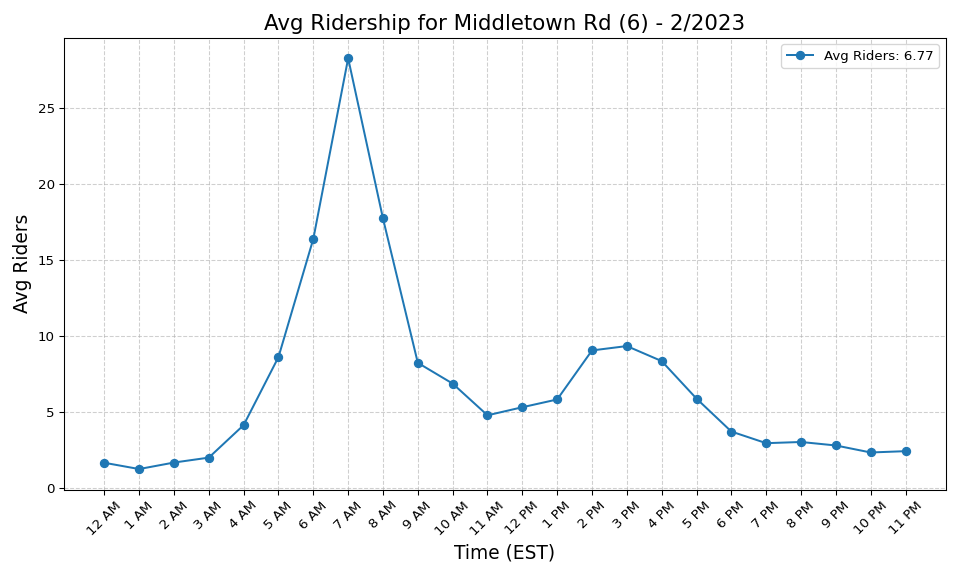 Avg Ridership for Middletown Rd (6) - 2/2023
Avg Riders: 6.77
Avg Riders
25
20
15
10
5
0
12 AM
1 AM
2 AM
3 AM
4 AM
5 AM
6 AM
7 AM
8 AM
9 AM
10 AM
11 AM
12 PM
1 PM
2 PM
3 PM
4 PM
5 PM
6 PM
7 PM
8 PM
9 PM
10 PM
11 PM
Time (EST)